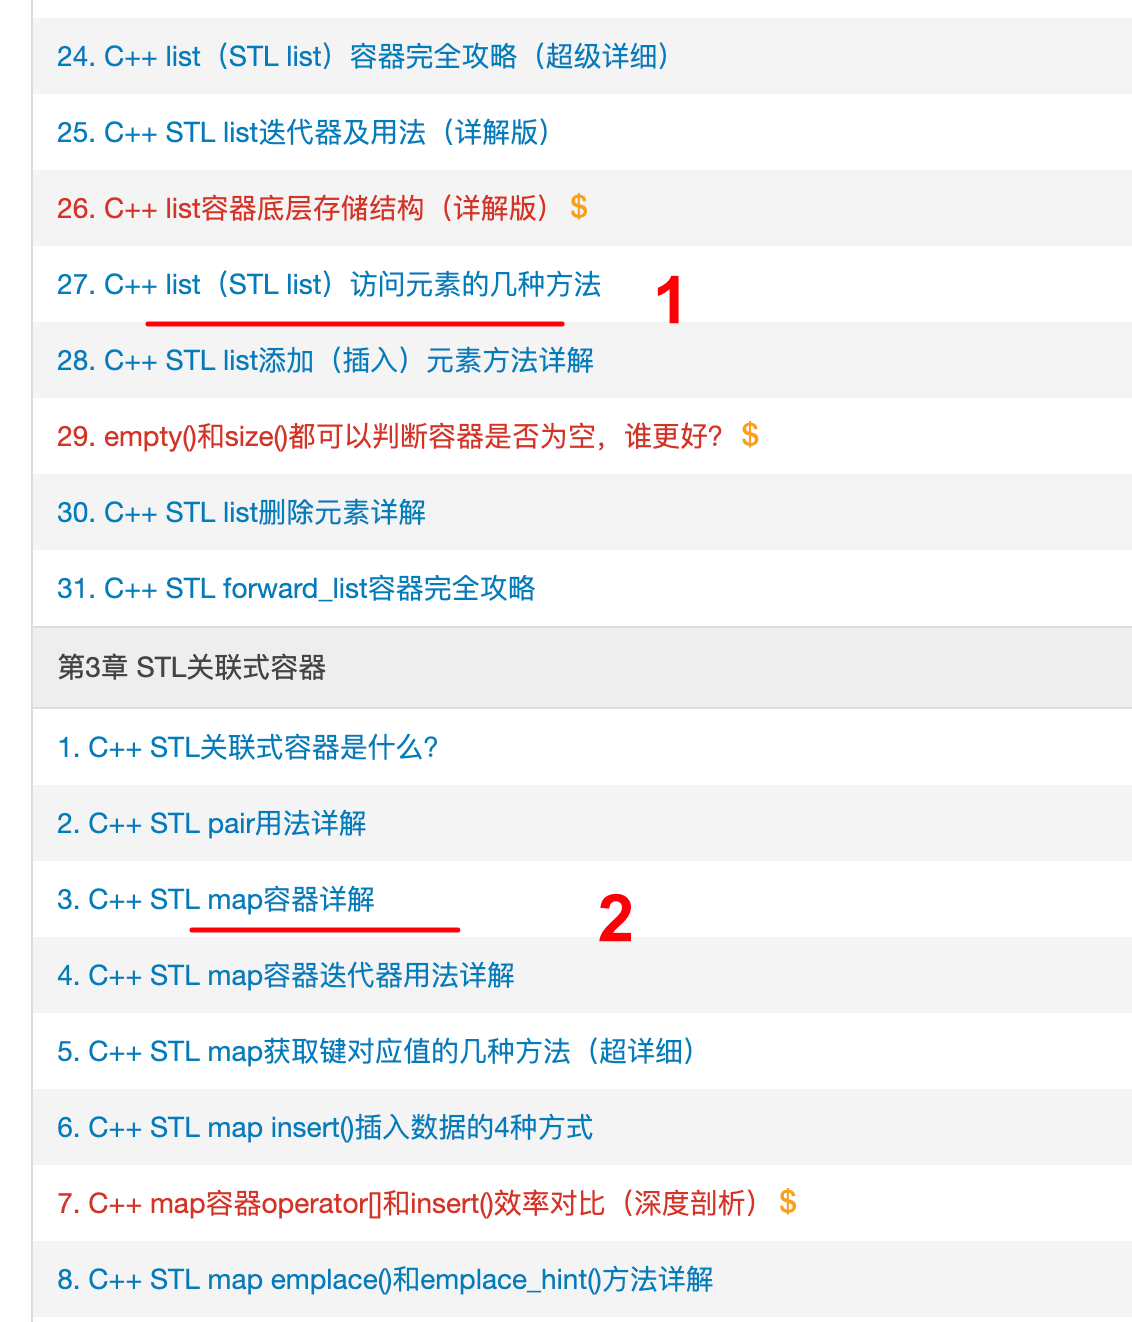 24. C++ list（STL list）容器完全攻略（超级详细）
25. C++ STL list迭代器及用法（详解版）
26. C++ list容器底层存储结构（详解版） $
27. C++ list（STL list）访问元素的几种方法 1
28. C++ STL list添加（插入）元素方法详解
29. empty()和size()都可以判断容器是否为空，谁更好？ $
30. C++ STL list删除元素详解
31. C++ STL forward_list容器完全攻略
第3章 STL关联式容器
1. C++ STL关联式容器是什么？
2. C++ STL pair用法详解
3. C++ STL map容器详解 2
4. C++ STL map容器迭代器用法详解
5. C++ STL map获取键对应值的几种方法（超详细）
6. C++ STL map insert()插入数据的4种方式
7. C++ map容器operator[]和insert()效率对比（深度剖析） $
8. C++ STL map emplace()和emplace_hint()方法详解